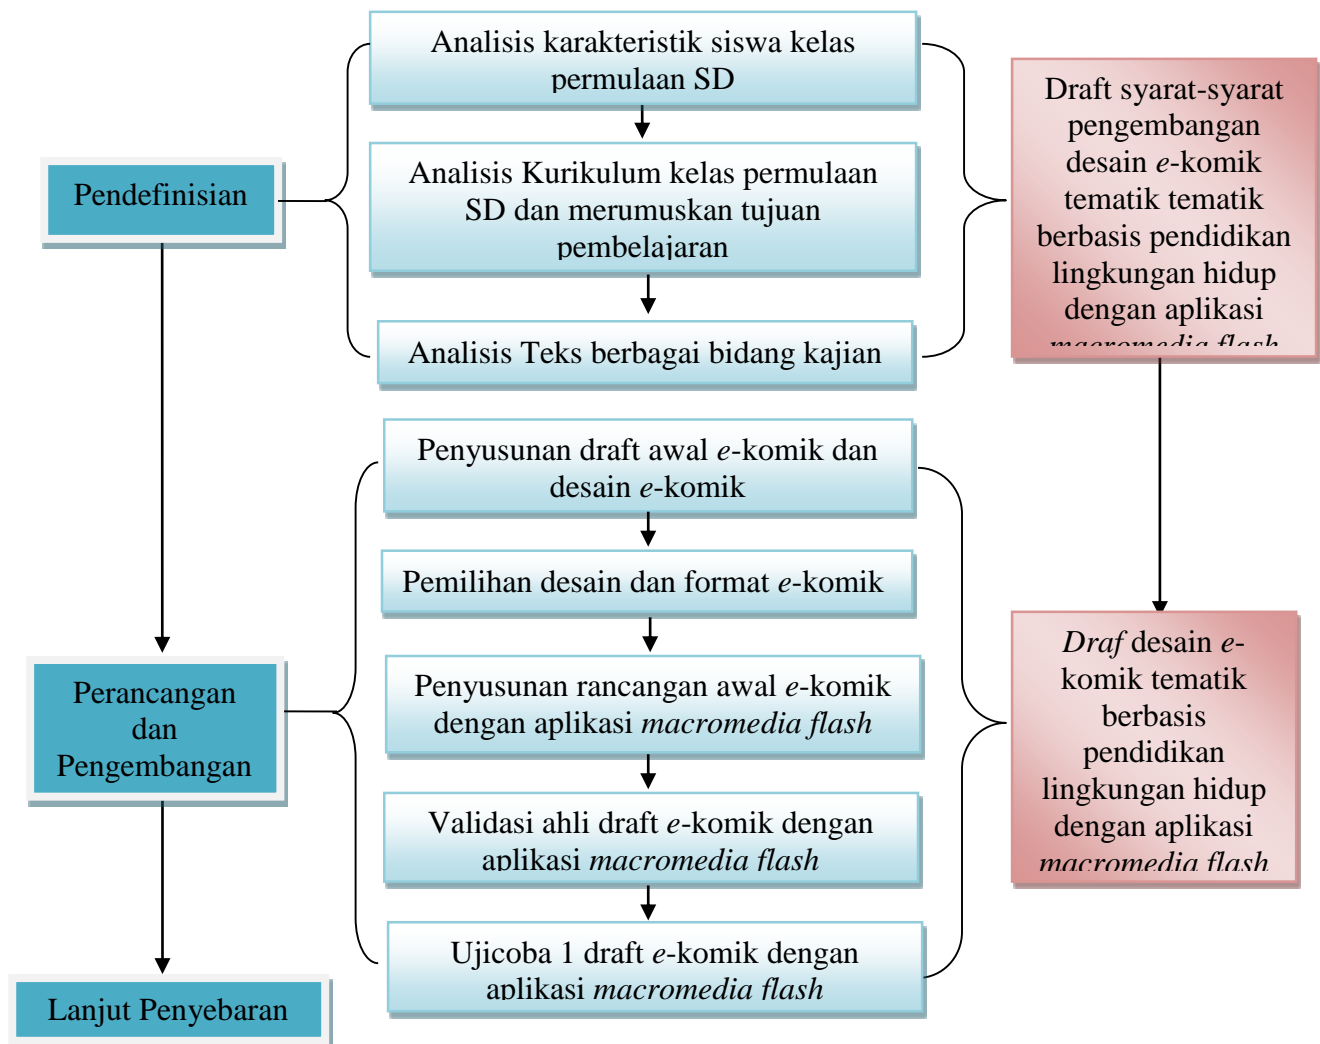 Analisis karakteristik siswa kelas
permulaan SD
Pendefinisian
Analisis Kurikulum kelas permulaan
SD dan merumuskan tujuan
pembelajaran
Analisis Teks berbagai bidang kajian
Draft syarat-syarat
pengembangan
desain e-komik
tematik tematik
berbasis pendidikan
lingkungan hidup
dengan aplikasi
macromedia flash
Penyusunan draft awal e-komik dan
desain e-komik
Pemilihan desain dan format e-komik
Perancangan
dan
Pengembangan
Penyusunan rancangan awal e-komik
dengan aplikasi macromedia flash
Validasi ahli draft e-komik dengan
aplikasi macromedia flash
Ujicoba 1 draft e-komik dengan
aplikasi macromedia flash
Draf desain e-
komik tematik
berbasis
pendidikan
lingkungan hidup
dengan aplikasi
macromedia flash
Lanjut Penyebaran